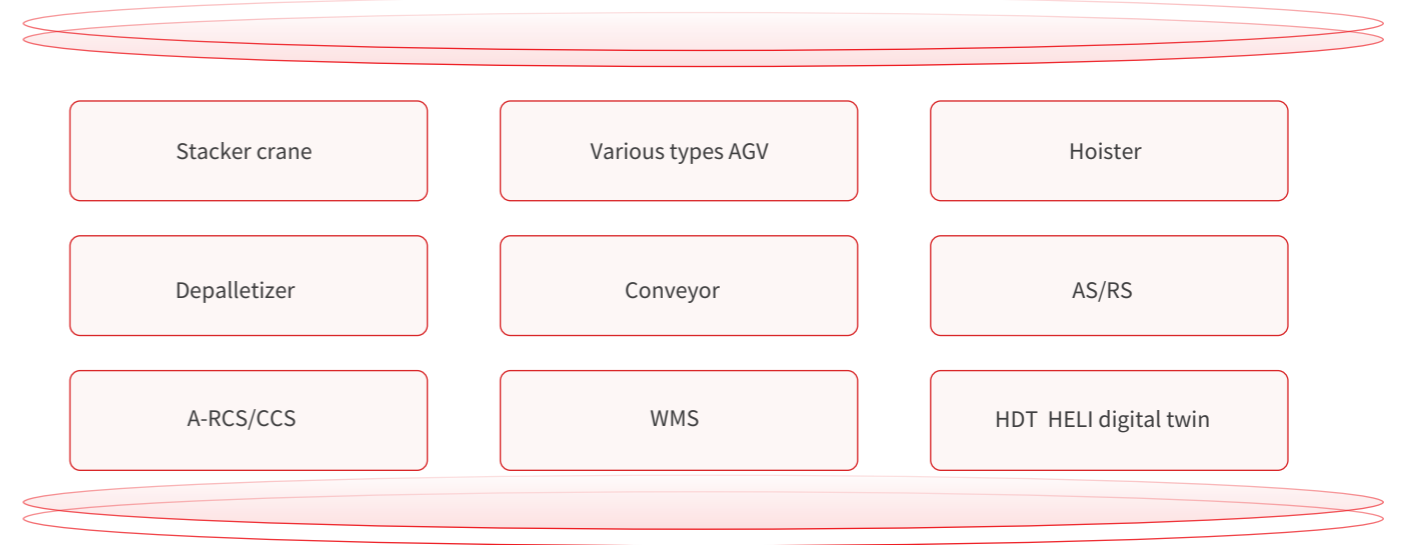 Stacker crane
Various types AGV
Hoister
Depalletizer
Conveyor
AS/RS
A-RCS/CCS
WMS
HDT  HELI digital twin